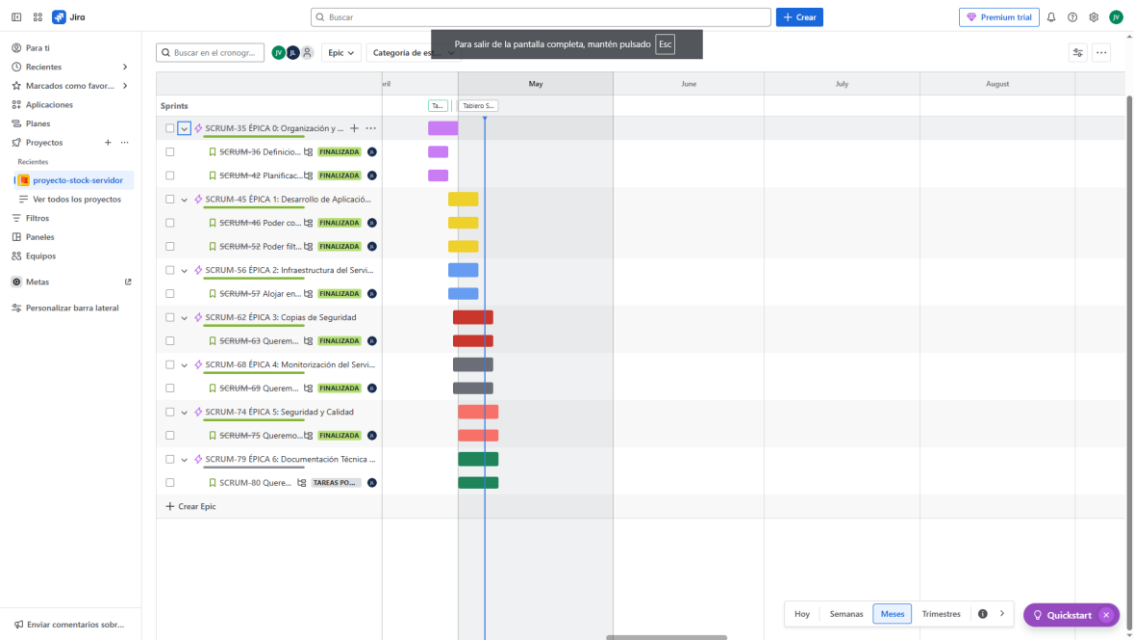 Jira
Buscar
Crear
Premium trial
JV
Para salir de la pantalla completa, mantén pulsado Esc
Para ti
Recientes
Marcados como favor...
Aplicaciones
Planes
Proyectos
Recientes
proyecto-stock-servidor
Ver todos los proyectos
Filtros
Paneles
Equipos
Metas
Personalizar barra lateral
Enviar comentarios sobr...
Buscar en el cronogr...
JV
JL
Epic
Categoría de est...
ril
May
June
July
August
Sprints
Ta...
Tablero S...
SCRUM-35 ÉPICA 0: Organización y ...
SCRUM-36 Definicio... FINALIZADA
SCRUM-42 Planificac... FINALIZADA
SCRUM-45 ÉPICA 1: Desarrollo de Aplicació...
SCRUM-46 Poder co... FINALIZADA
SCRUM-52 Poder filt... FINALIZADA
SCRUM-56 ÉPICA 2: Infraestructura del Servi...
SCRUM-57 Alojar en... FINALIZADA
SCRUM-62 ÉPICA 3: Copias de Seguridad
SCRUM-63 Querem... FINALIZADA
SCRUM-68 ÉPICA 4: Monitorización del Servi...
SCRUM-69 Querem... FINALIZADA
SCRUM-74 ÉPICA 5: Seguridad y Calidad
SCRUM-75 Queremo... FINALIZADA
SCRUM-79 ÉPICA 6: Documentación Técnica ...
SCRUM-80 Quere... TAREAS PO...
Crear Epic
Hoy
Semanas
Meses
Trimestres
Quickstart